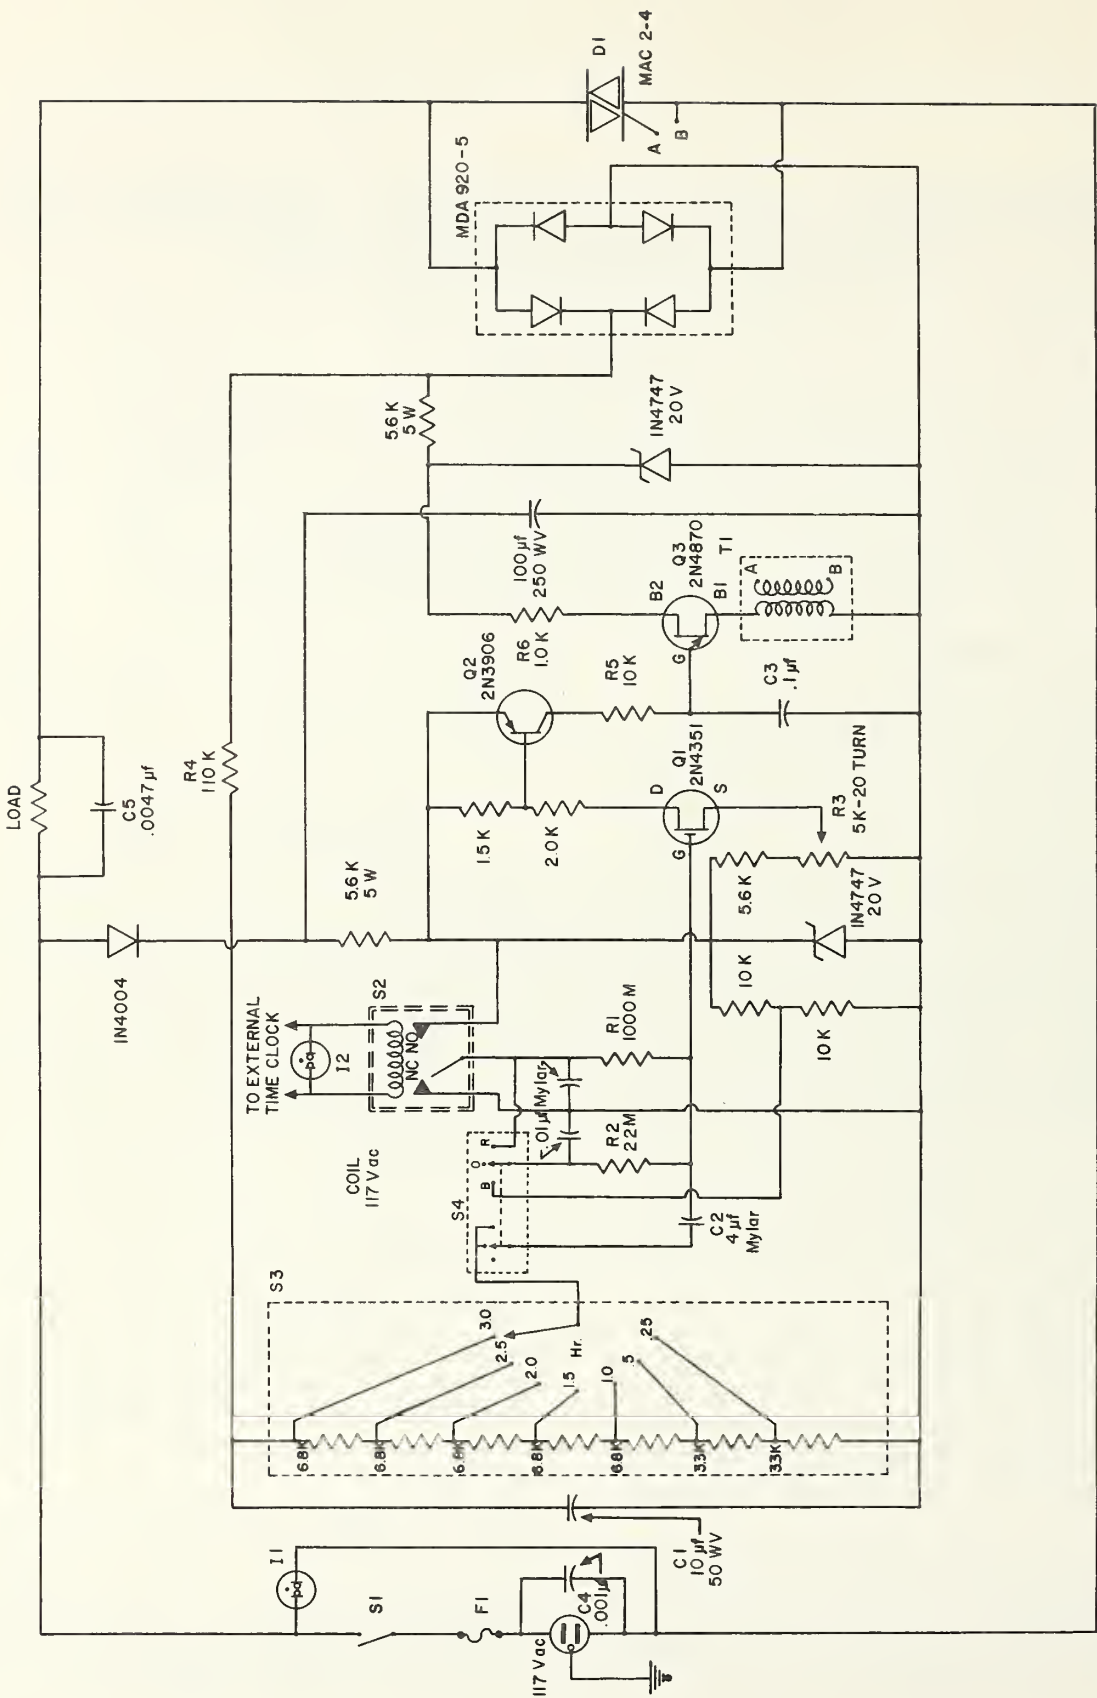 LOAD
C5
.0047µf
R4
110 K
IN4004
5.6 K
5 W
TO EXTERNAL
TIME CLOCK
I2
S2
NC NO
COIL
117 Vac
.01µf Mylar
R1
1000 M
R2
22M
S4
B
O
R
C2
4 µf
Mylar
S3
3.0
2.5
2.0
1.5
1.0
.5
.25
Hr.
6.8K
6.8K
6.8K
6.8K
6.8K
3.3K
3.3K
I1
S1
F1
117 Vac
C4
.001µ
C1
10 µf
50 WV
1.5 K
2.0 K
D
G
S
Q1
2N4351
R3
5K-20 TURN
5.6 K
10 K
10K
IN4747
20 V
Q2
2N3906
R6
1.0 K
R5
10 K
C3
.1 µf
100 µf
250 WV
B2
G
B1
Q3
2N4870
T1
A
B
5.6 K
5 W
IN4747
20 V
MDA 920-5
D1
MAC 2-4
A
B